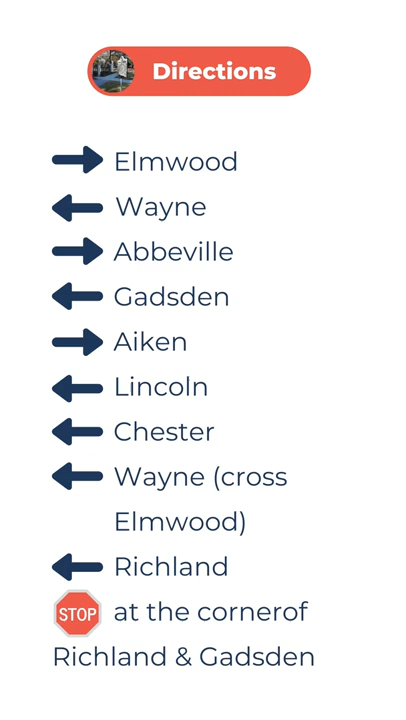 Directions
Elmwood
Wayne
Abbeville
Gadsden
Aiken
Lincoln
Chester
Wayne (cross
Elmwood)
Richland
STOP at the cornerof
Richland & Gadsden